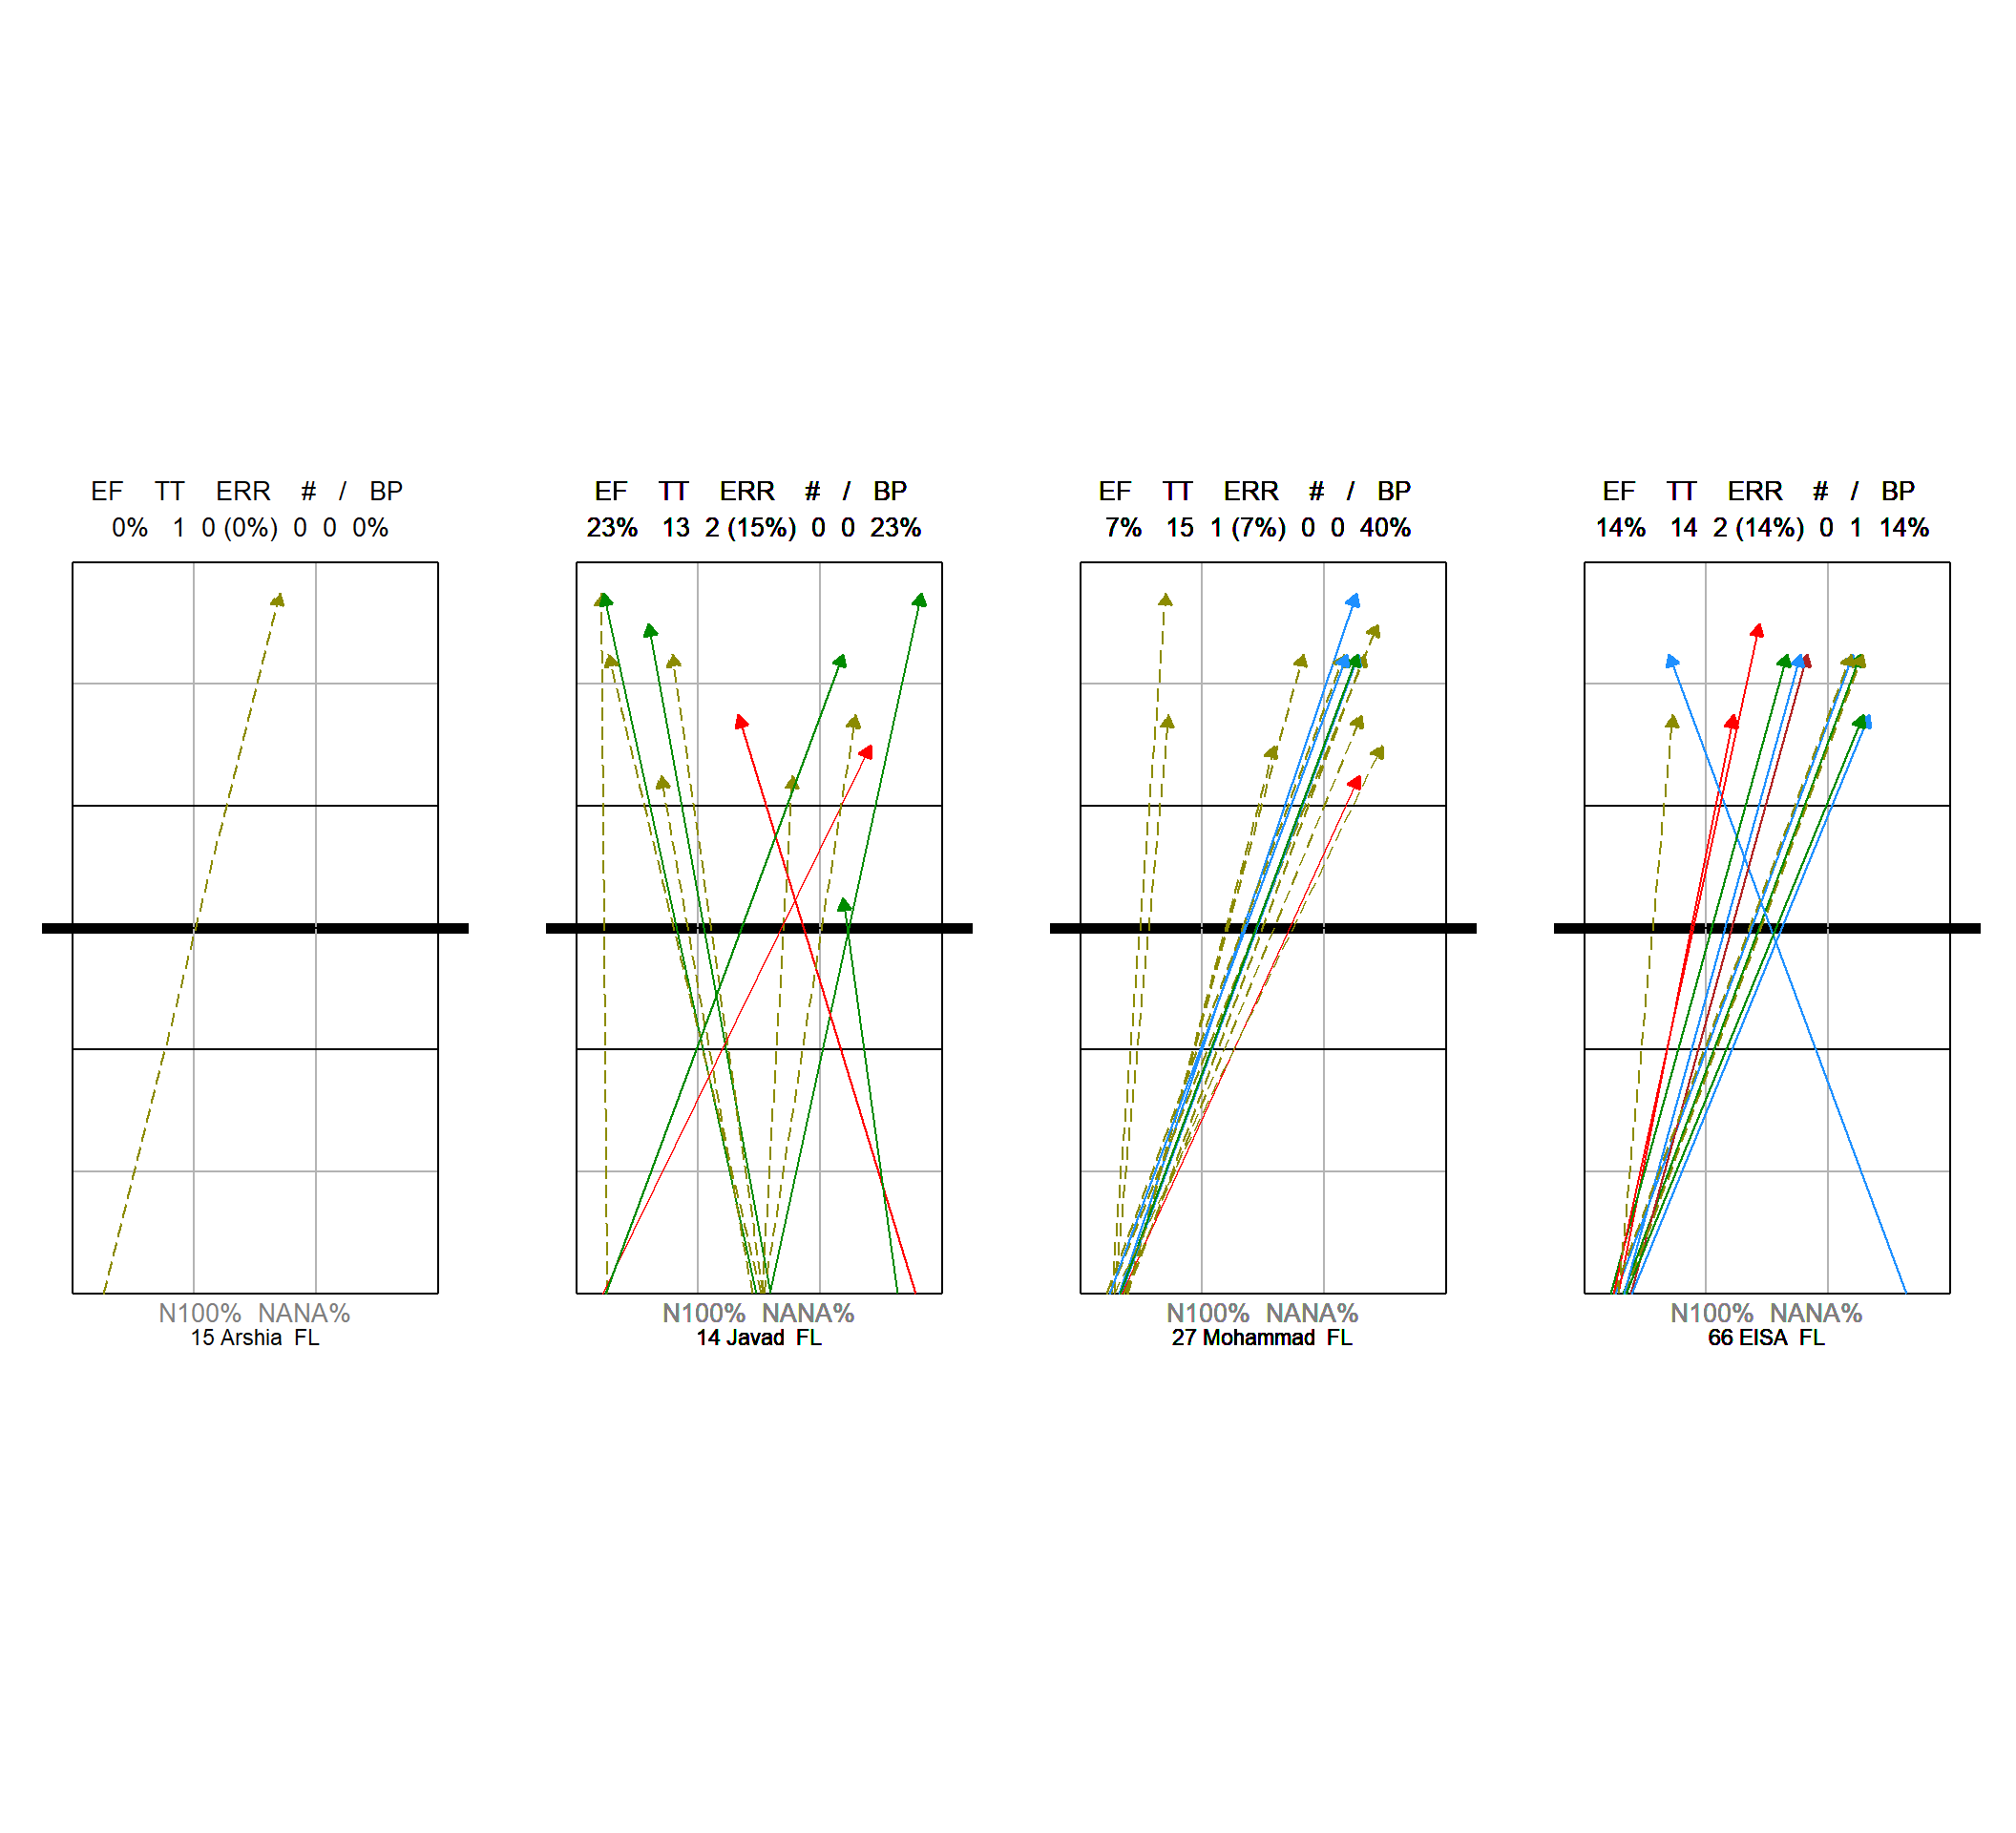 EF TT ERR # / BP
0% 1 0 (0%) 0 0 0%
N100% NANA%
15 Arshia FL
EF TT ERR # / BP
23% 13 2 (15%) 0 0 23%
N100% NANA%
14 Javad FL
EF TT ERR # / BP
7% 15 1 (7%) 0 0 40%
N100% NANA%
27 Mohammad FL
EF TT ERR # / BP
14% 14 2 (14%) 0 1 14%
N100% NANA%
66 EISA FL